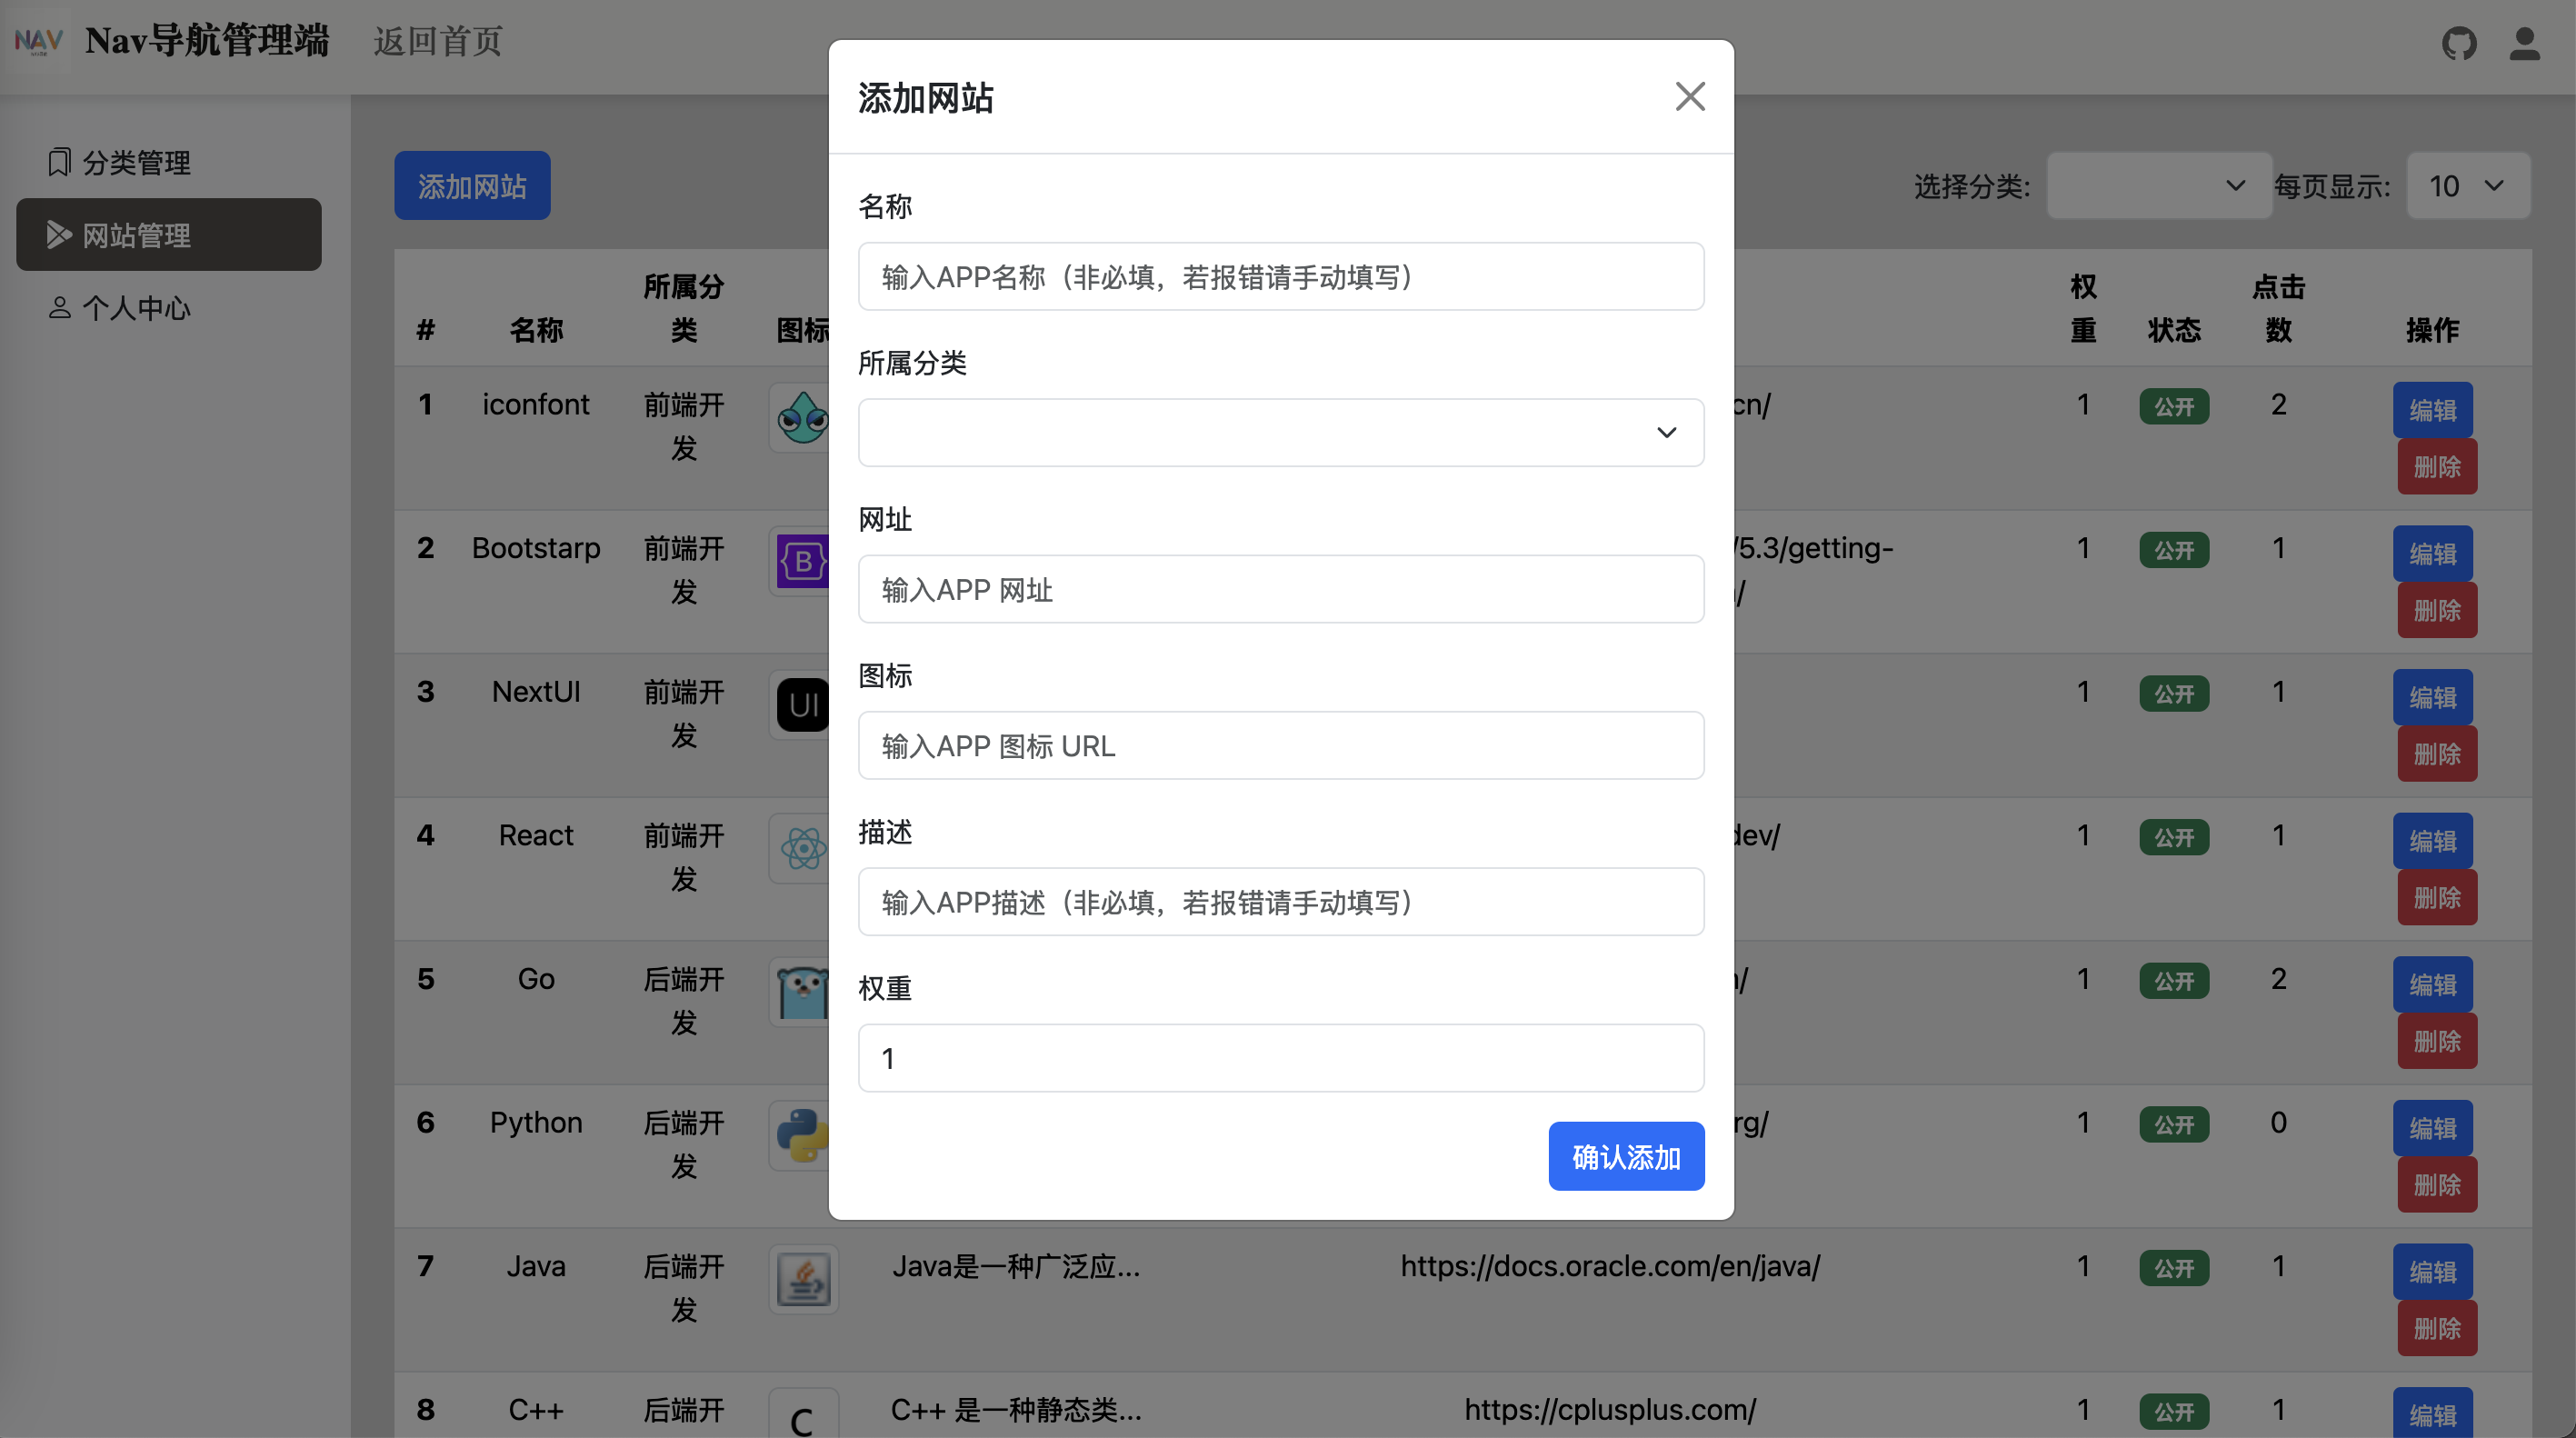 NAV
Nav导航管理端 返回首页
分类管理
网站管理
个人中心
添加网站
选择分类: 每页显示: 10
添加网站
名称
输入APP名称（非必填，若报错请手动填写）
所属分类
网址
输入APP 网址
图标
输入APP 图标 URL
描述
输入APP描述（非必填，若报错请手动填写）
权重
1
确认添加
# 名称 所属分类 图标 权重 状态 点击数 操作
1 iconfont 前端开发 cn/ 1 公开 2 编辑 删除
2 Bootstarp 前端开发 {B} /5.3/getting- 1 公开 1 编辑 删除
/
3 NextUI 前端开发 UI 1 公开 1 编辑 删除
4 React 前端开发 dev/ 1 公开 1 编辑 删除
5 Go 后端开发 / 1 公开 2 编辑 删除
6 Python 后端开发 rg/ 1 公开 0 编辑 删除
7 Java 后端开发 Java是一种广泛应... https://docs.oracle.com/en/java/ 1 公开 1 编辑 删除
8 C++ 后端开 C C++ 是一种静态类... https://cplusplus.com/ 1 公开 1 编辑